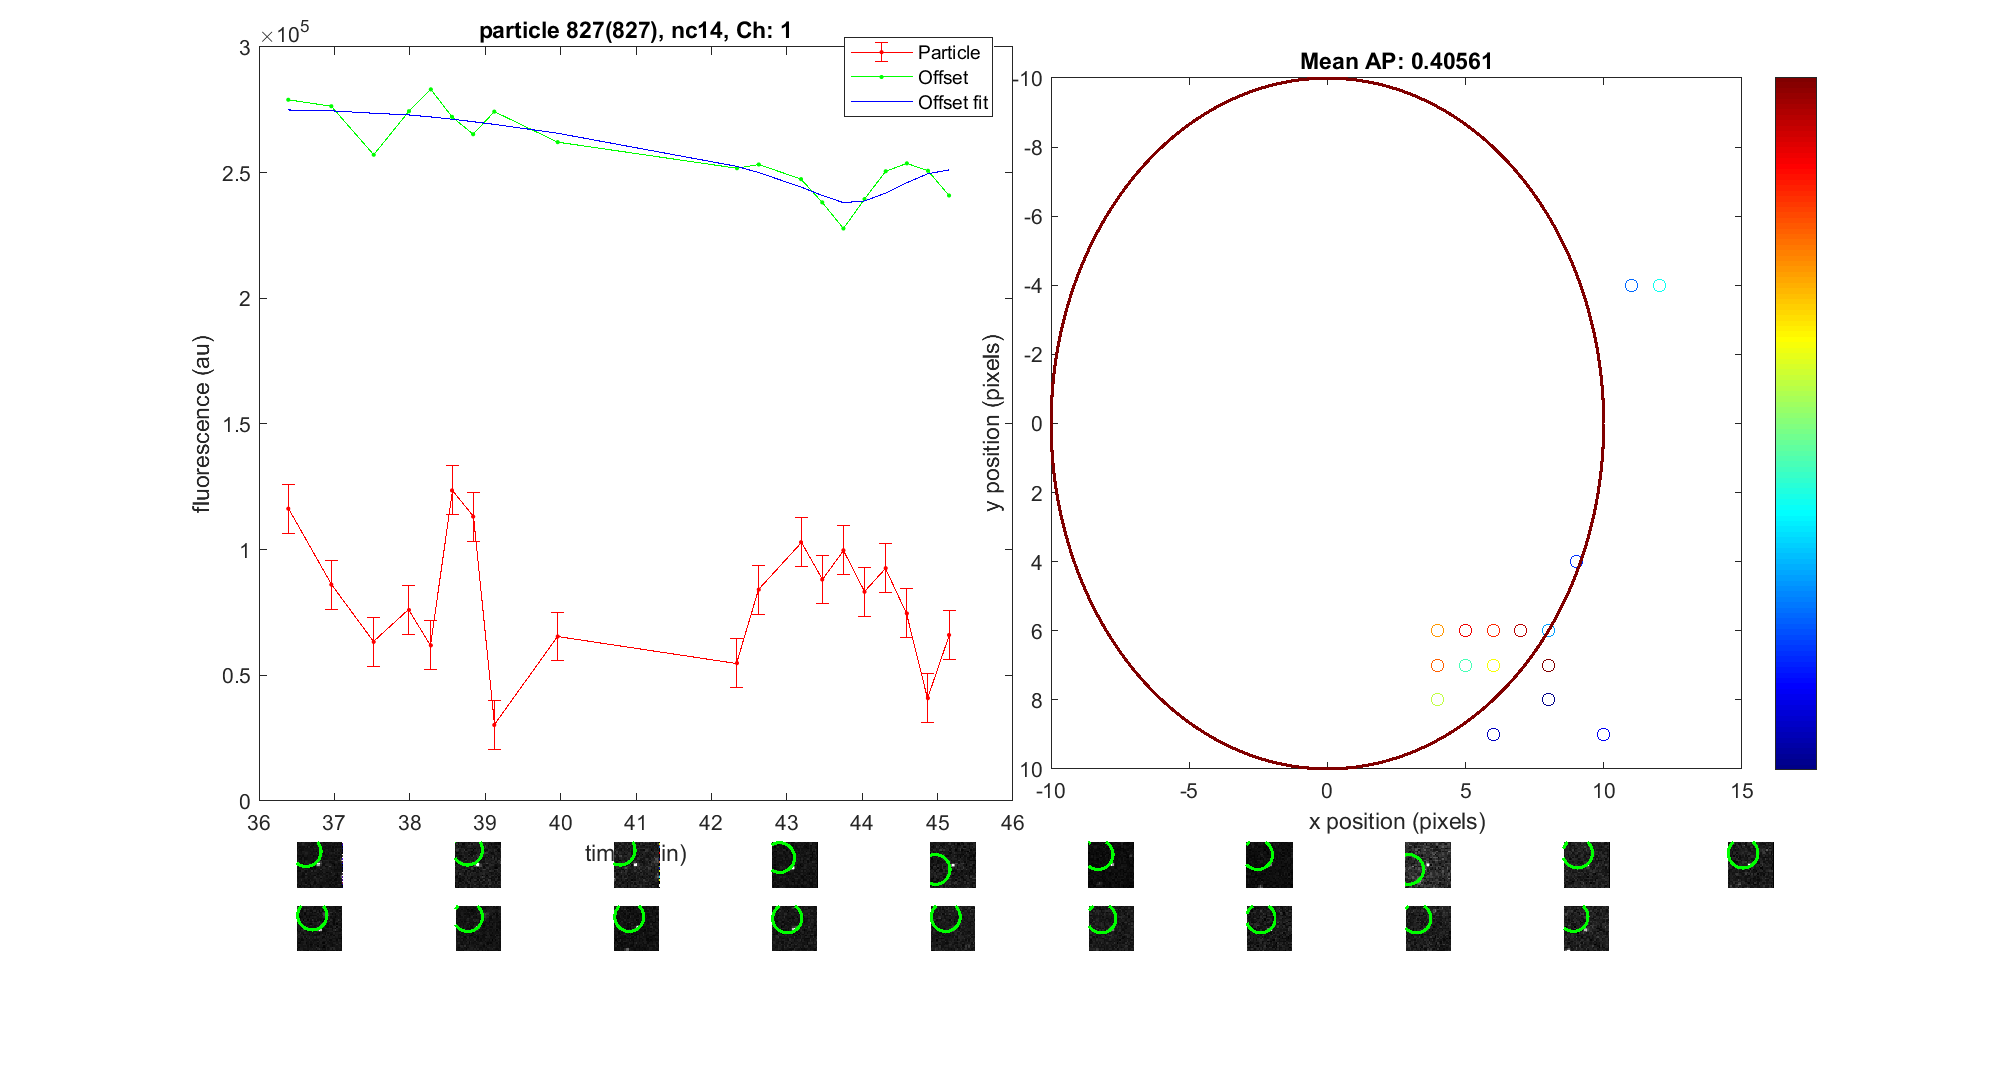 particle 827(827), nc14, Ch: 1
×10^5
3
2.5
2
1.5
1
0.5
0
fluorescence (au)
36 37 38 39 40 41 42 43 44 45 46
Particle
Offset
Offset fit
Mean AP: 0.40561
-10
-8
-6
-4
-2
0
2
4
6
8
10
y position (pixels)
-10 -5 0 5 10 15
x position (pixels)